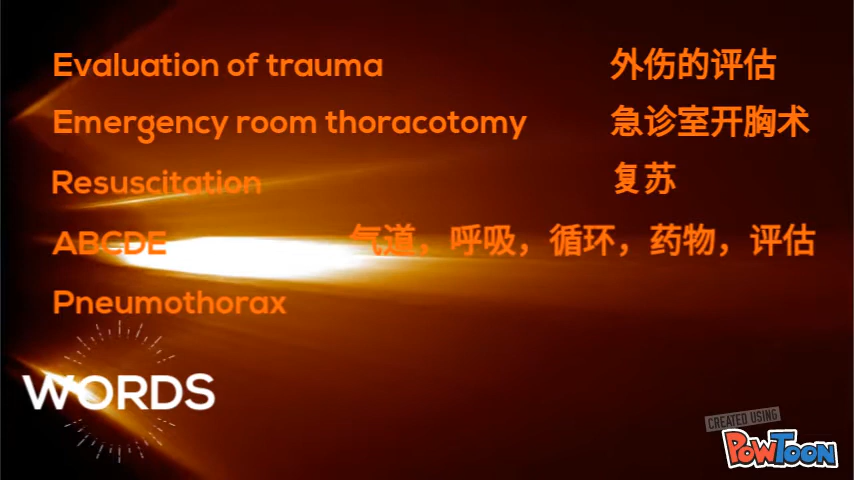 Evaluation of trauma 外伤的评估
Emergency room thoracotomy 急诊室开胸术
Resuscitation 复苏
ABCDE 气道，呼吸，循环，药物，评估
Pneumothorax
WORDS
CREATED USING
POWTOON